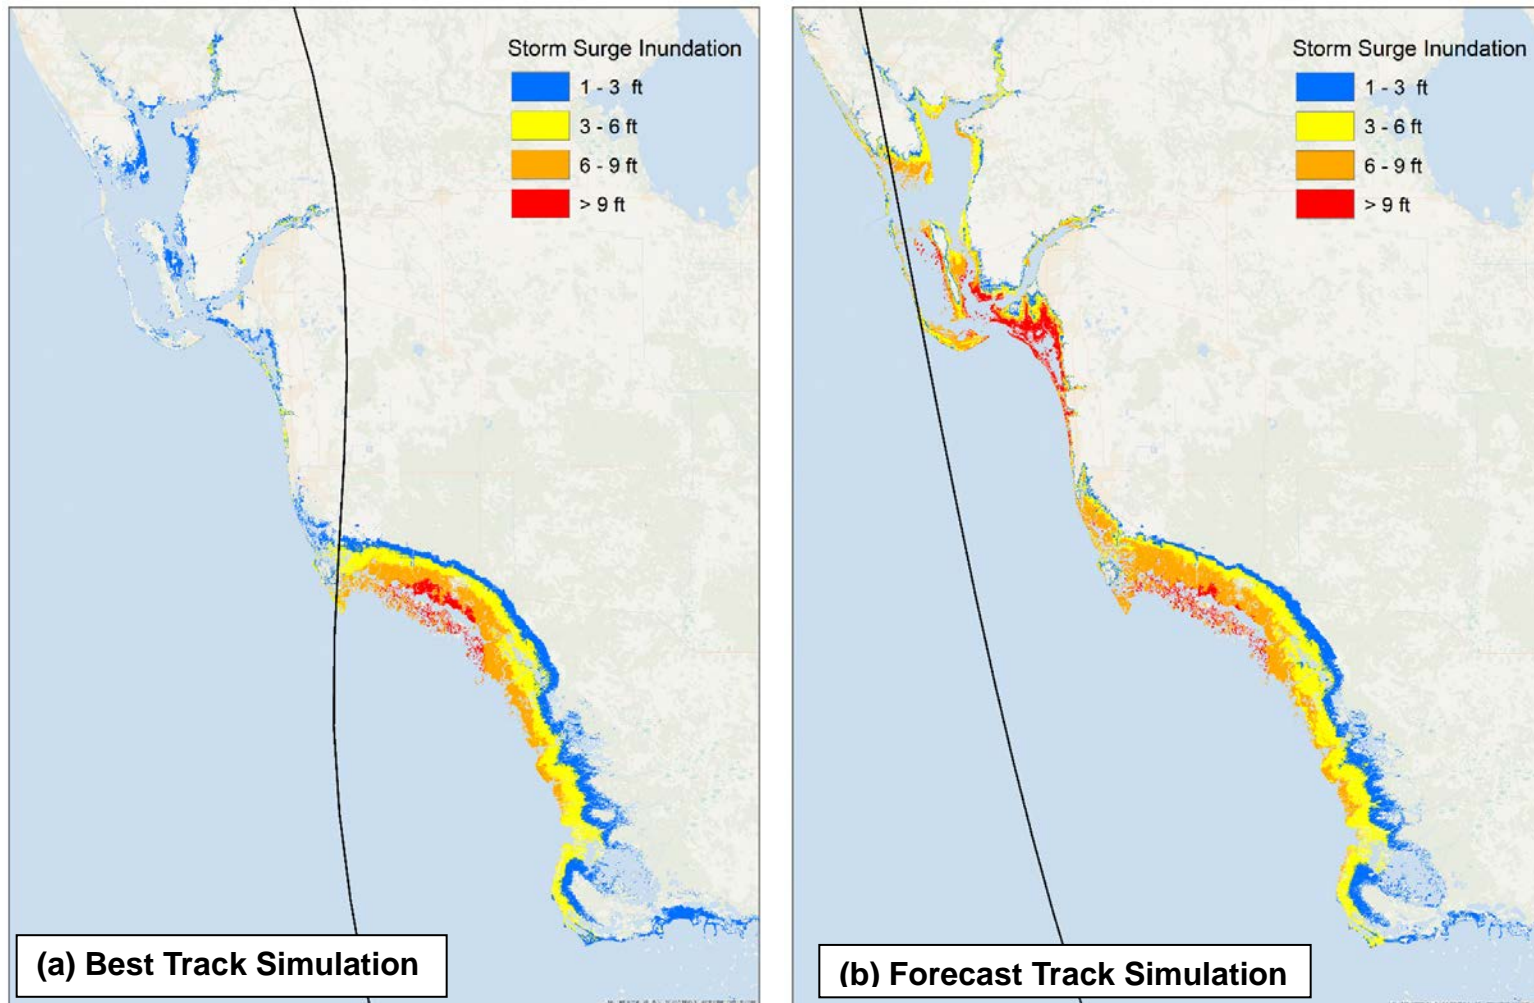 Storm Surge Inundation
1 - 3 ft
3 - 6 ft
6 - 9 ft
> 9 ft
(a) Best Track Simulation
Storm Surge Inundation
1 - 3 ft
3 - 6 ft
6 - 9 ft
> 9 ft
(b) Forecast Track Simulation